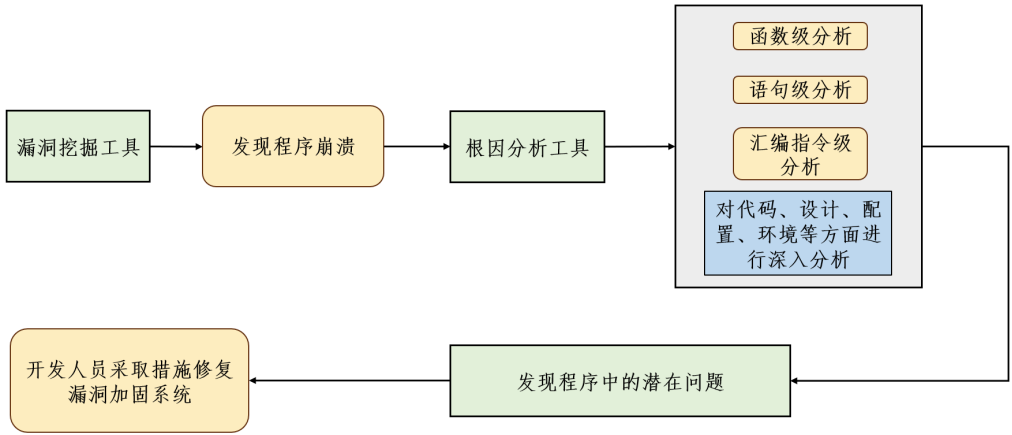 漏洞挖掘工具
发现程序崩溃
根因分析工具
函数级分析
语句级分析
汇编指令级
分析
对代码、设计、配
置、环境等方面进
行深入分析
发现程序中的潜在问题
开发人员采取措施修复
漏洞加固系统